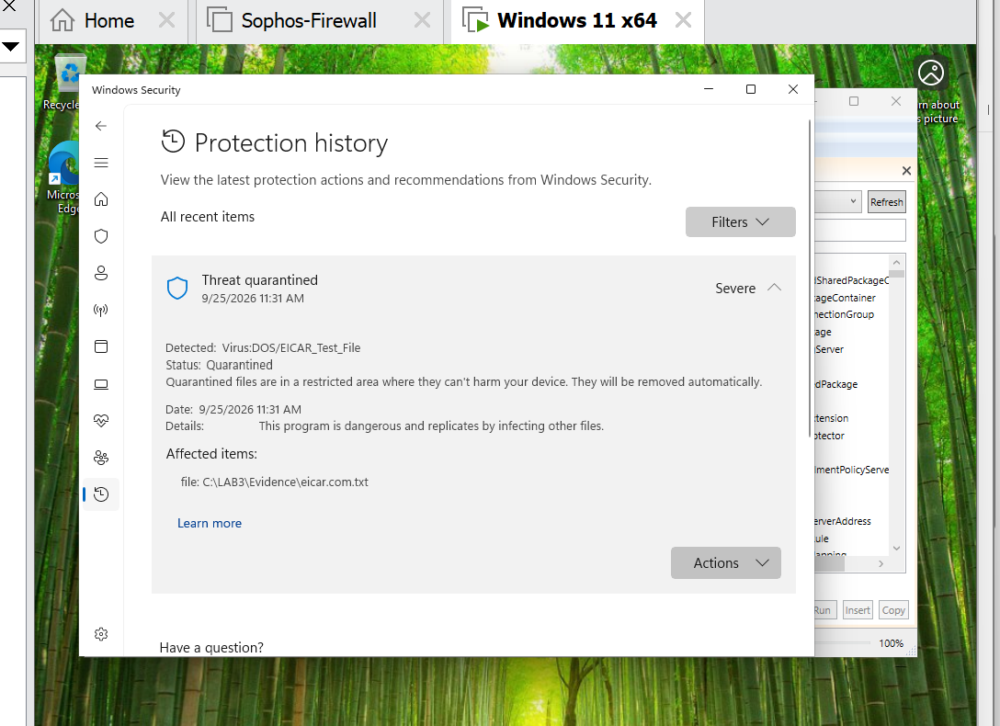 Home
Sophos-Firewall
Windows 11 x64
Recycle
Micros
Edge
rn about
s picture
Windows Security
Protection history
View the latest protection actions and recommendations from Windows Security.
All recent items
Filters
Threat quarantined
9/25/2026 11:31 AM
Severe
Detected: Virus:DOS/EICAR_Test_File
Status: Quarantined
Quarantined files are in a restricted area where they can't harm your device. They will be removed automatically.
Date: 9/25/2026 11:31 AM
Details: This program is dangerous and replicates by infecting other files.
Affected items:
file: C:\LAB3\Evidence\eicar.com.txt
Learn more
Actions
Have a question?
Refresh
dSharedPackageC
kageContainer
nectionGroup
age
Server
dPackage
tension
otector
lmentPolicyServe
erverAddress
ule
apping
Run
Insert
Copy
100%